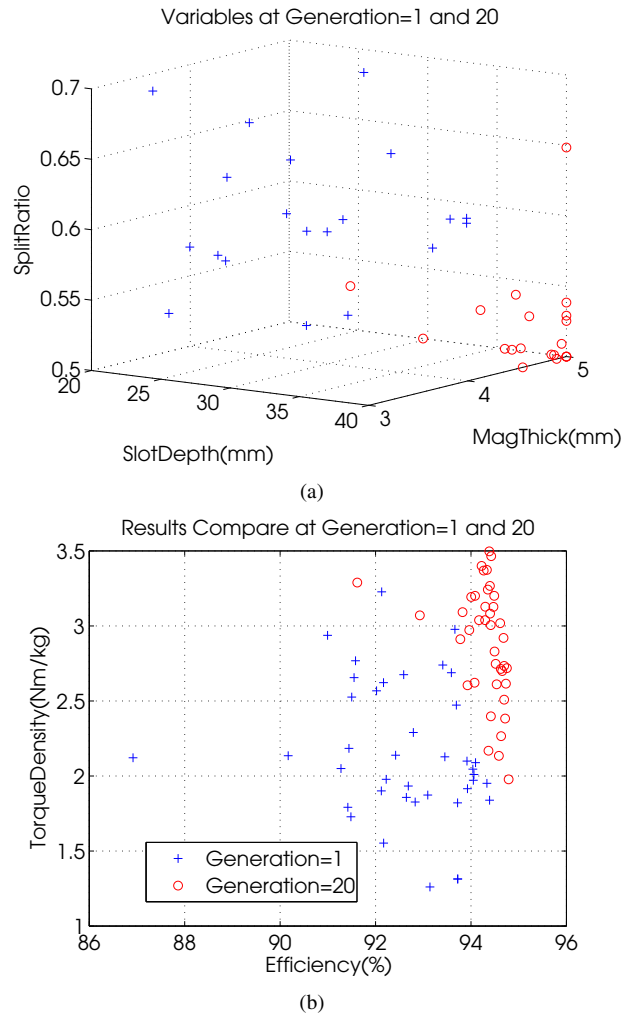 Variables at Generation=1 and 20
0.7
0.65
0.6
0.55
0.5
SplitRatio
20
25
30
35
40
SlotDepth(mm)
3
4
5
MagThick(mm)
(a)
Results Compare at Generation=1 and 20
3.5
3
2.5
2
1.5
1
TorqueDensity(Nm/kg)
Generation=1
Generation=20
86
88
90
92
94
96
Efficiency(%)
(b)